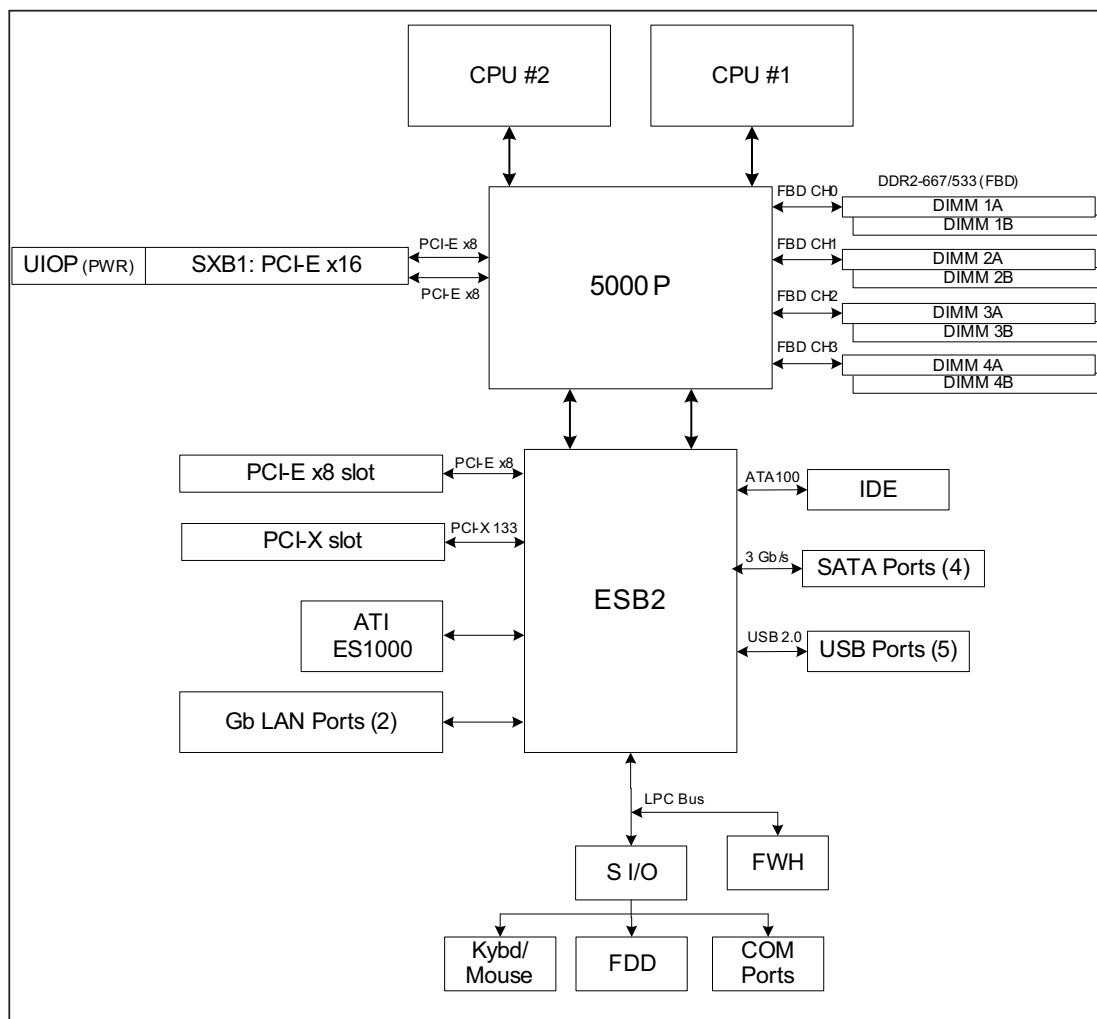 CPU #2
CPU #1
DDR2-667/533 (FBD)
FBD CH0
DIMM 1A
DIMM 1B
UIOP (PWR)
SXB1: PCI-E x16
PCI-E x8
PCI-E x8
5000P
FBD CH1
DIMM 2A
DIMM 2B
FBD CH2
DIMM 3A
DIMM 3B
FBD CH3
DIMM 4A
DIMM 4B
PCI-E x8 slot
PCI-E x8
ATA100
IDE
PCI-X slot
PCI-X 133
ESB2
3 Gb/s
SATA Ports (4)
ATI
ES1000
USB 2.0
USB Ports (5)
Gb LAN Ports (2)
LPC Bus
S I/O
FWH
Kybd/
Mouse
FDD
COM
Ports